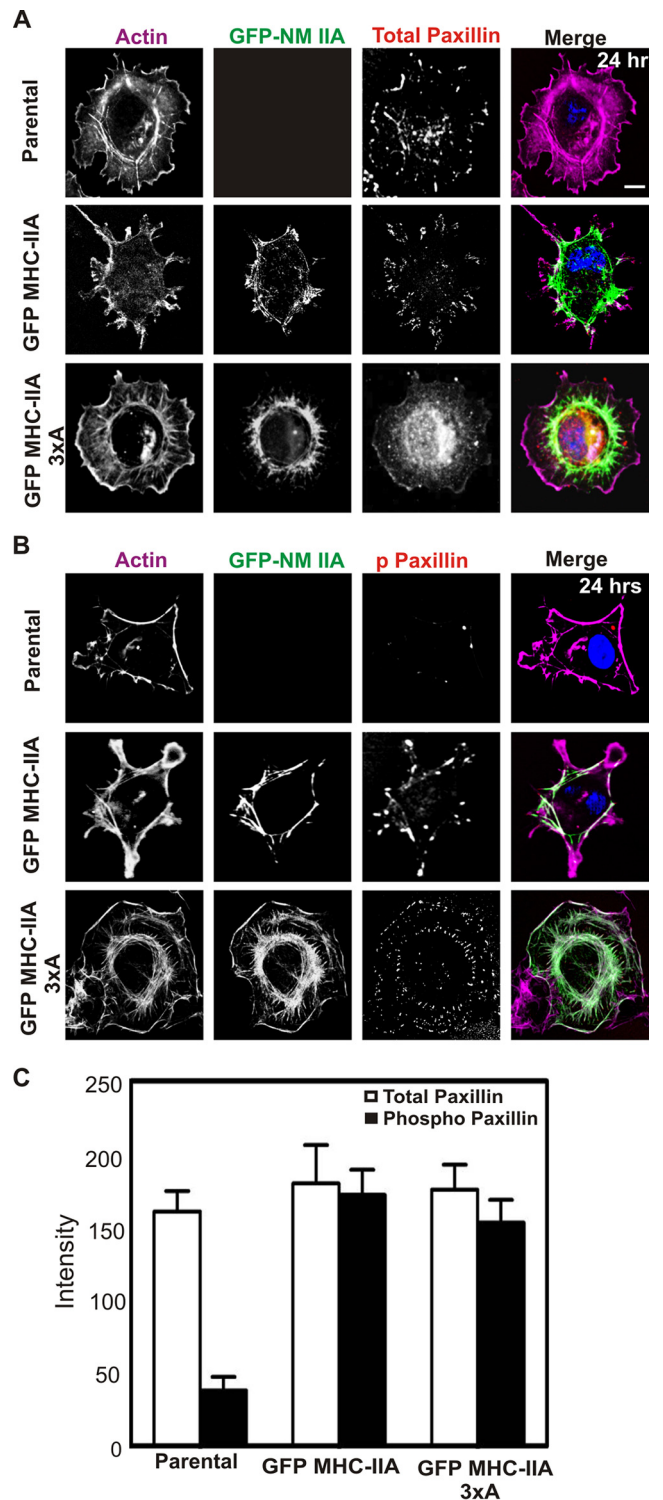 A
Actin GFP-NM IIA Total Paxillin Merge
24 hr
Parental
GFP MHC-IIA
GFP MHC-IIA
3xA
B
Actin GFP-NM IIA p Paxillin Merge
24 hrs
Parental
GFP MHC-IIA
GFP MHC-IIA
3xA
C
250
200
150
100
50
0
Intensity
Total Paxillin
Phospho Paxillin
Parental GFP MHC-IIA GFP MHC-IIA
3xA